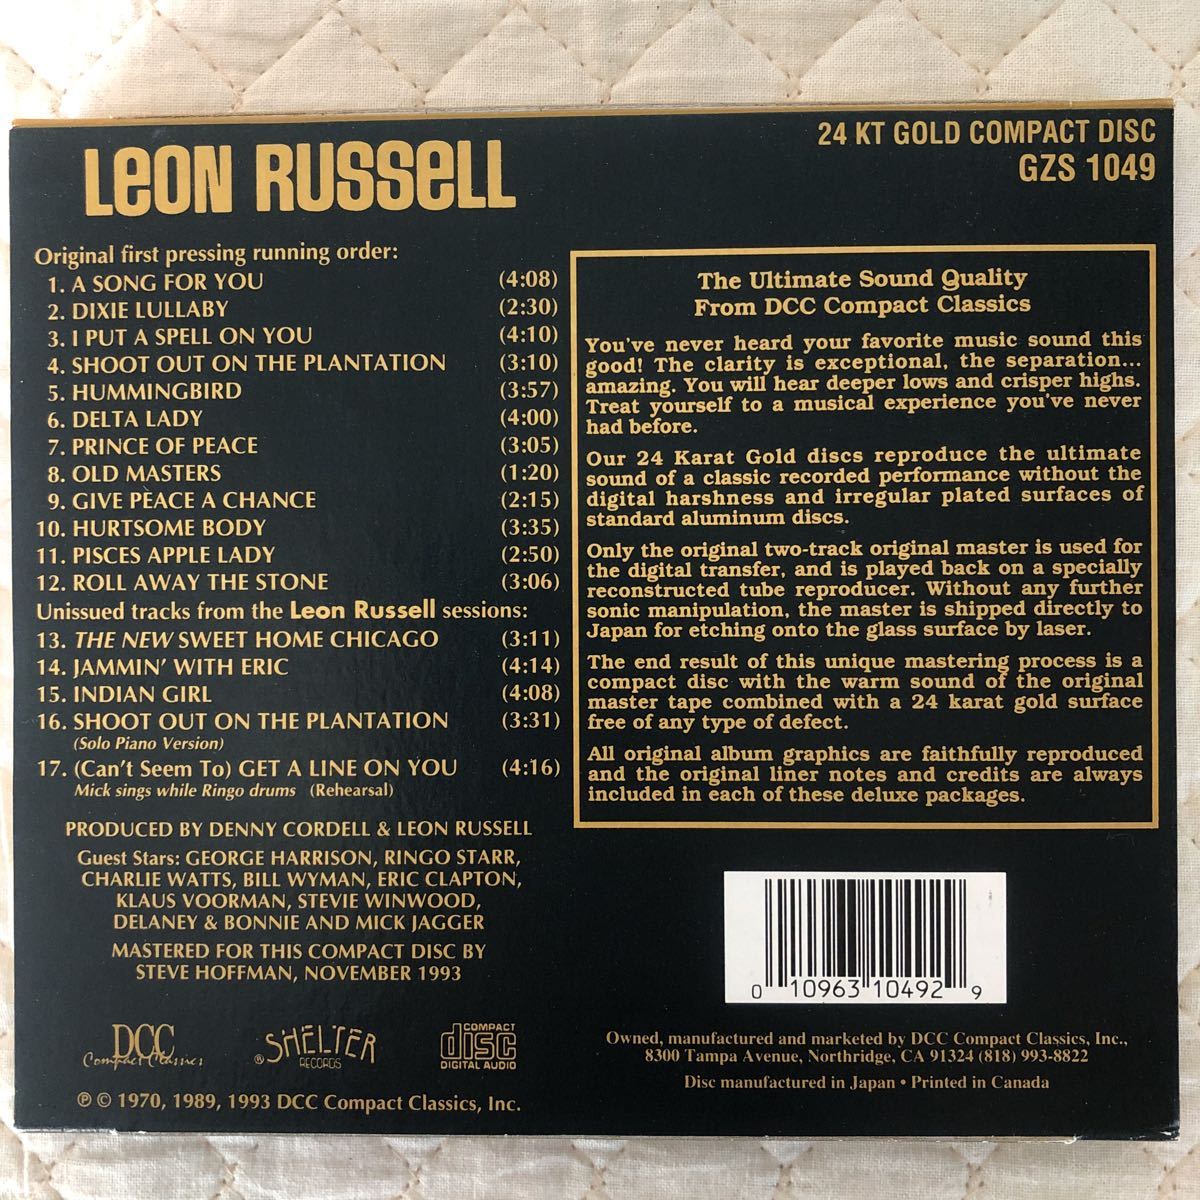 LEON RUSSELL
24 KT GOLD COMPACT DISC
GZS 1049
Original first pressing running order:
1. A SONG FOR YOU (4:08)
2. DIXIE LULLABY (2:30)
3. I PUT A SPELL ON YOU (4:10)
4. SHOOT OUT ON THE PLANTATION (3:10)
5. HUMMINGBIRD (3:57)
6. DELTA LADY (4:00)
7. PRINCE OF PEACE (3:05)
8. OLD MASTERS (1:20)
9. GIVE PEACE A CHANCE (2:15)
10. HURTSOME BODY (3:35)
11. PISCES APPLE LADY (2:50)
12. ROLL AWAY THE STONE (3:06)
Unissued tracks from the Leon Russell sessions:
13. THE NEW SWEET HOME CHICAGO (3:11)
14. JAMMIN' WITH ERIC (4:14)
15. INDIAN GIRL (4:08)
16. SHOOT OUT ON THE PLANTATION (3:31)
(Solo Piano Version)
17. (Can't Seem To) GET A LINE ON YOU (4:16)
Mick sings while Ringo drums (Rehearsal)
PRODUCED BY DENNY CORDELL & LEON RUSSELL
Guest Stars: GEORGE HARRISON, RINGO STARR,
CHARLIE WATTS, BILL WYMAN, ERIC CLAPTON,
KLAUS VOORMAN, STEVIE WINWOOD,
DELANEY & BONNIE AND MICK JAGGER
MASTERED FOR THIS COMPACT DISC BY
STEVE HOFFMAN, NOVEMBER 1993
DCC
Compact Classics
® SHELTER
RECORDS
COMPACT
disc
DIGITAL AUDIO
℗ © 1970, 1989, 1993 DCC Compact Classics, Inc.
The Ultimate Sound Quality
From DCC Compact Classics
You've never heard your favorite music sound this
good! The clarity is exceptional, the separation...
amazing. You will hear deeper lows and crisper highs.
Treat yourself to a musical experience you've never
had before.
Our 24 Karat Gold discs reproduce the ultimate
sound of a classic recorded performance without the
digital harshness and irregular plated surfaces of
standard aluminum discs.
Only the original two-track original master is used for
the digital transfer, and is played back on a specially
reconstructed tube reproducer. Without any further
sonic manipulation, the master is shipped directly to
Japan for etching onto the glass surface by laser.
The end result of this unique mastering process is a
compact disc with the warm sound of the original
master tape combined with a 24 karat gold surface
free of any type of defect.
All original album graphics are faithfully reproduced
and the original liner notes and credits are always
included in each of these deluxe packages.
0 10963 10492 9
Owned, manufactured and marketed by DCC Compact Classics, Inc.,
8300 Tampa Avenue, Northridge, CA 91324 (818) 993-8822
Disc manufactured in Japan • Printed in Canada